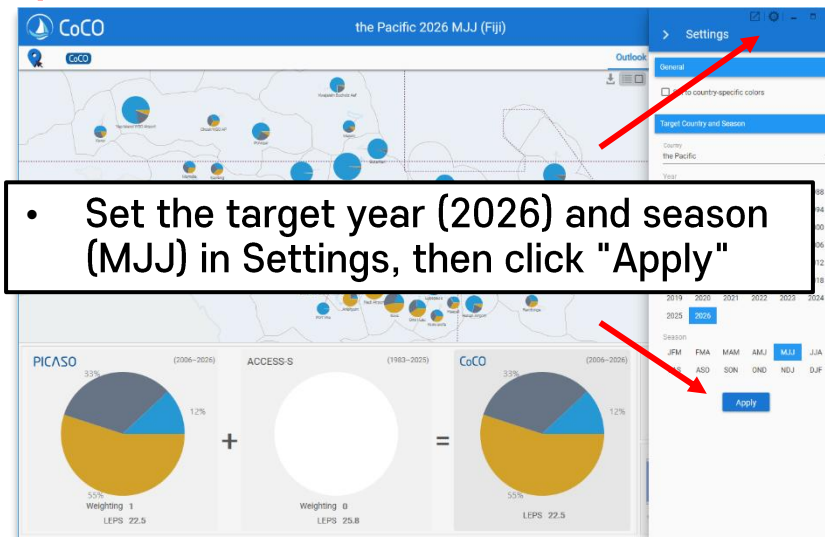 CoCO
the Pacific 2026 MJJ (Fiji)
Settings
CoCO
Outlook
General
to country-specific colors
Target Country and Season
Country
the Pacific
Year
• Set the target year (2026) and season
(MJJ) in Settings, then click "Apply"
2019 2020 2021 2022 2023 2024
2025 2026
Season
JFM FMA MAM AMJ MJJ JJA
ASO SON OND NDJ DJF
Apply
PICASO (2006-2026)
33%
12%
55%
Weighting 1
LEPS 22.5
+
ACCESS-S (1983-2025)
Weighting 0
LEPS 25.8
=
CoCO (2006-2026)
33%
12%
55%
LEPS 22.5